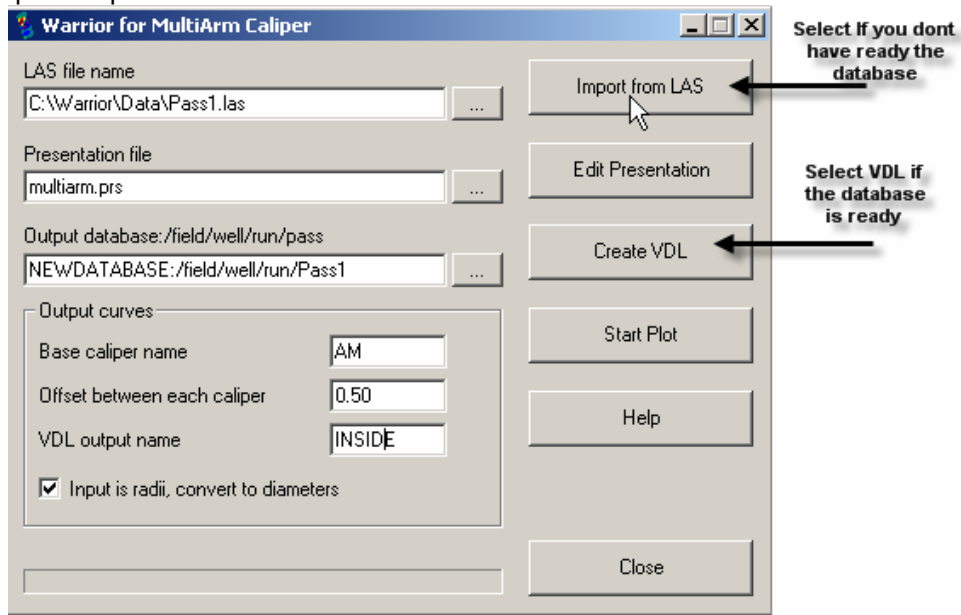 Warrior for MultiArm Caliper
LAS file name
C:\Warrior\Data\Pass1.las
...
Presentation file
multiarm.prs
...
Output database:/field/well/run/pass
NEWDATABASE:/field/well/run/Pass1
...
Output curves
Base caliper name
AM
Offset between each caliper
0.50
VDL output name
INSIDE
Input is radii, convert to diameters
Import from LAS
Edit Presentation
Create VDL
Start Plot
Help
Close
Select If you dont
have ready the
database
Select VDL if
the database
is ready